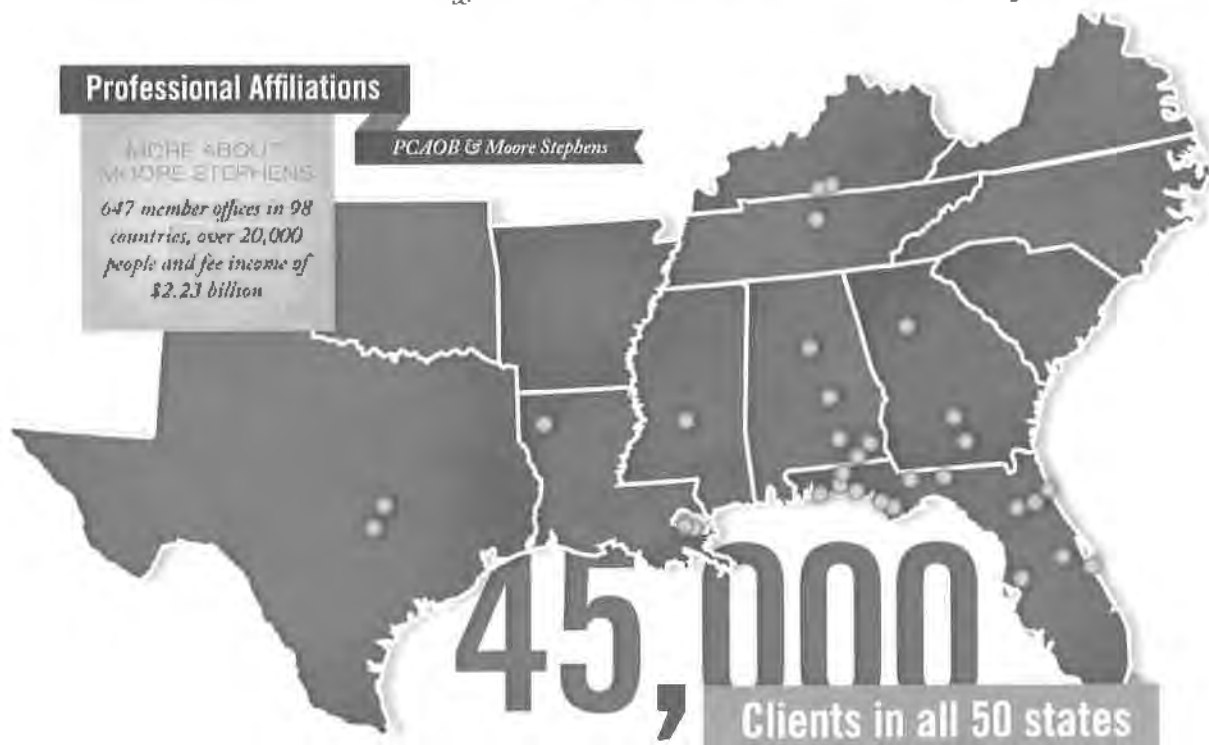 Professional Affiliations
PCAOB & Moore Stephens
MORE ABOUT
MOORE STEPHENS
647 member offices in 98
countries, over 20,000
people and fee income of
$2.23 billion
45,000
Clients in all 50 states